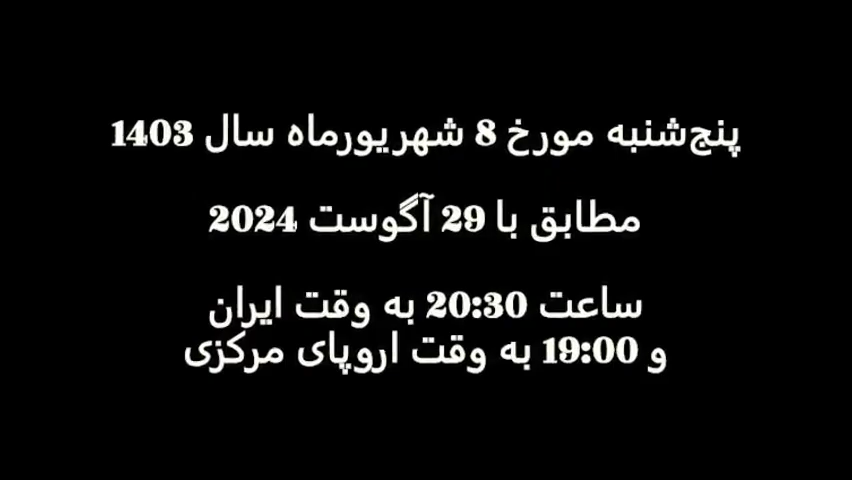 پنج‌شنبه مورخ 8 شهریورماه سال 1403
مطابق با 29 آگوست 2024
ساعت 20:30 به وقت ایران
و 19:00 به وقت اروپای مرکزی